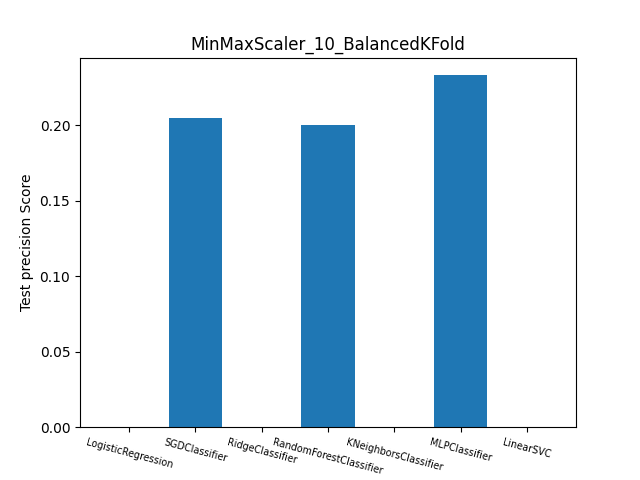 MinMaxScaler_10_BalancedKFold
Test precision Score
0.20
0.15
0.10
0.05
0.00
LogisticRegression
SGDClassifier
RidgeClassifier
RandomForestClassifier
KNeighborsClassifier
MLPClassifier
LinearSVC